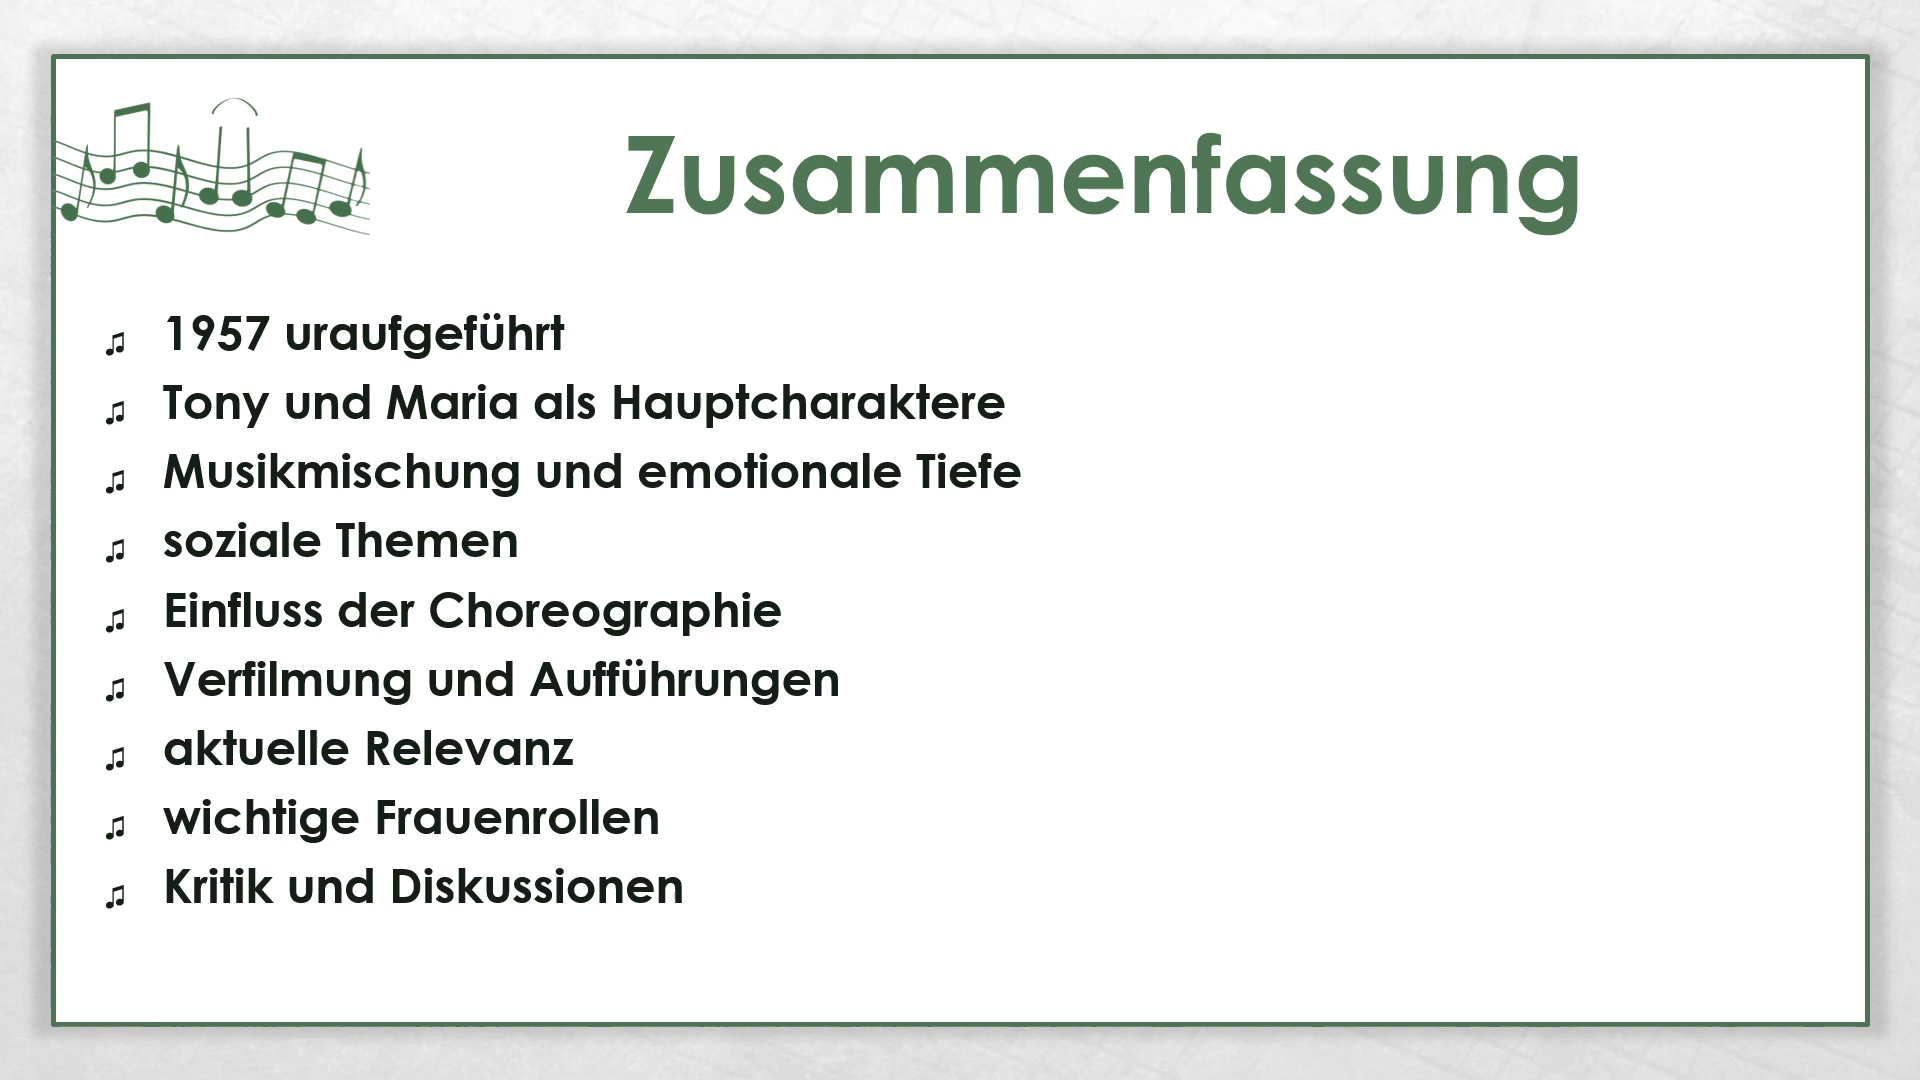 Zusammenfassung
♫ 1957 uraufgeführt
♫ Tony und Maria als Hauptcharaktere
♫ Musikmischung und emotionale Tiefe
♫ soziale Themen
♫ Einfluss der Choreographie
♫ Verfilmung und Aufführungen
♫ aktuelle Relevanz
♫ wichtige Frauenrollen
♫ Kritik und Diskussionen